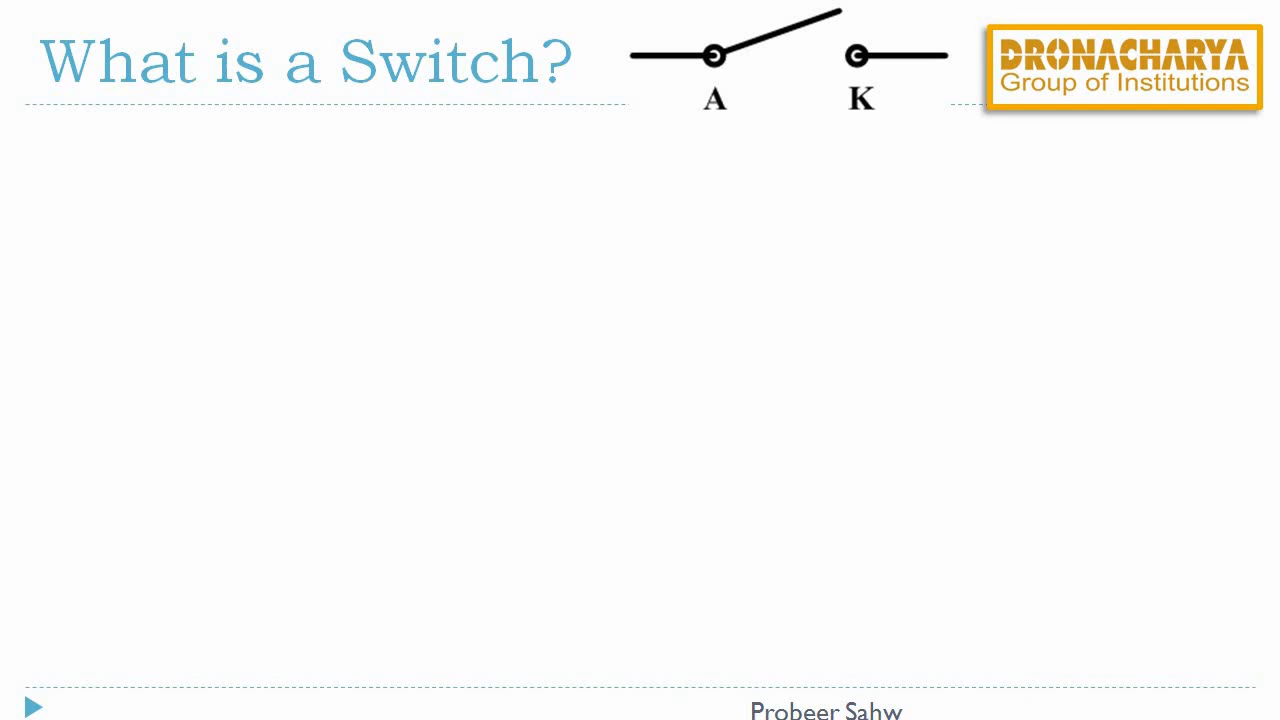 What is a Switch?
A K
DRONACHARYA
Group of Institutions
Probeer Sahw